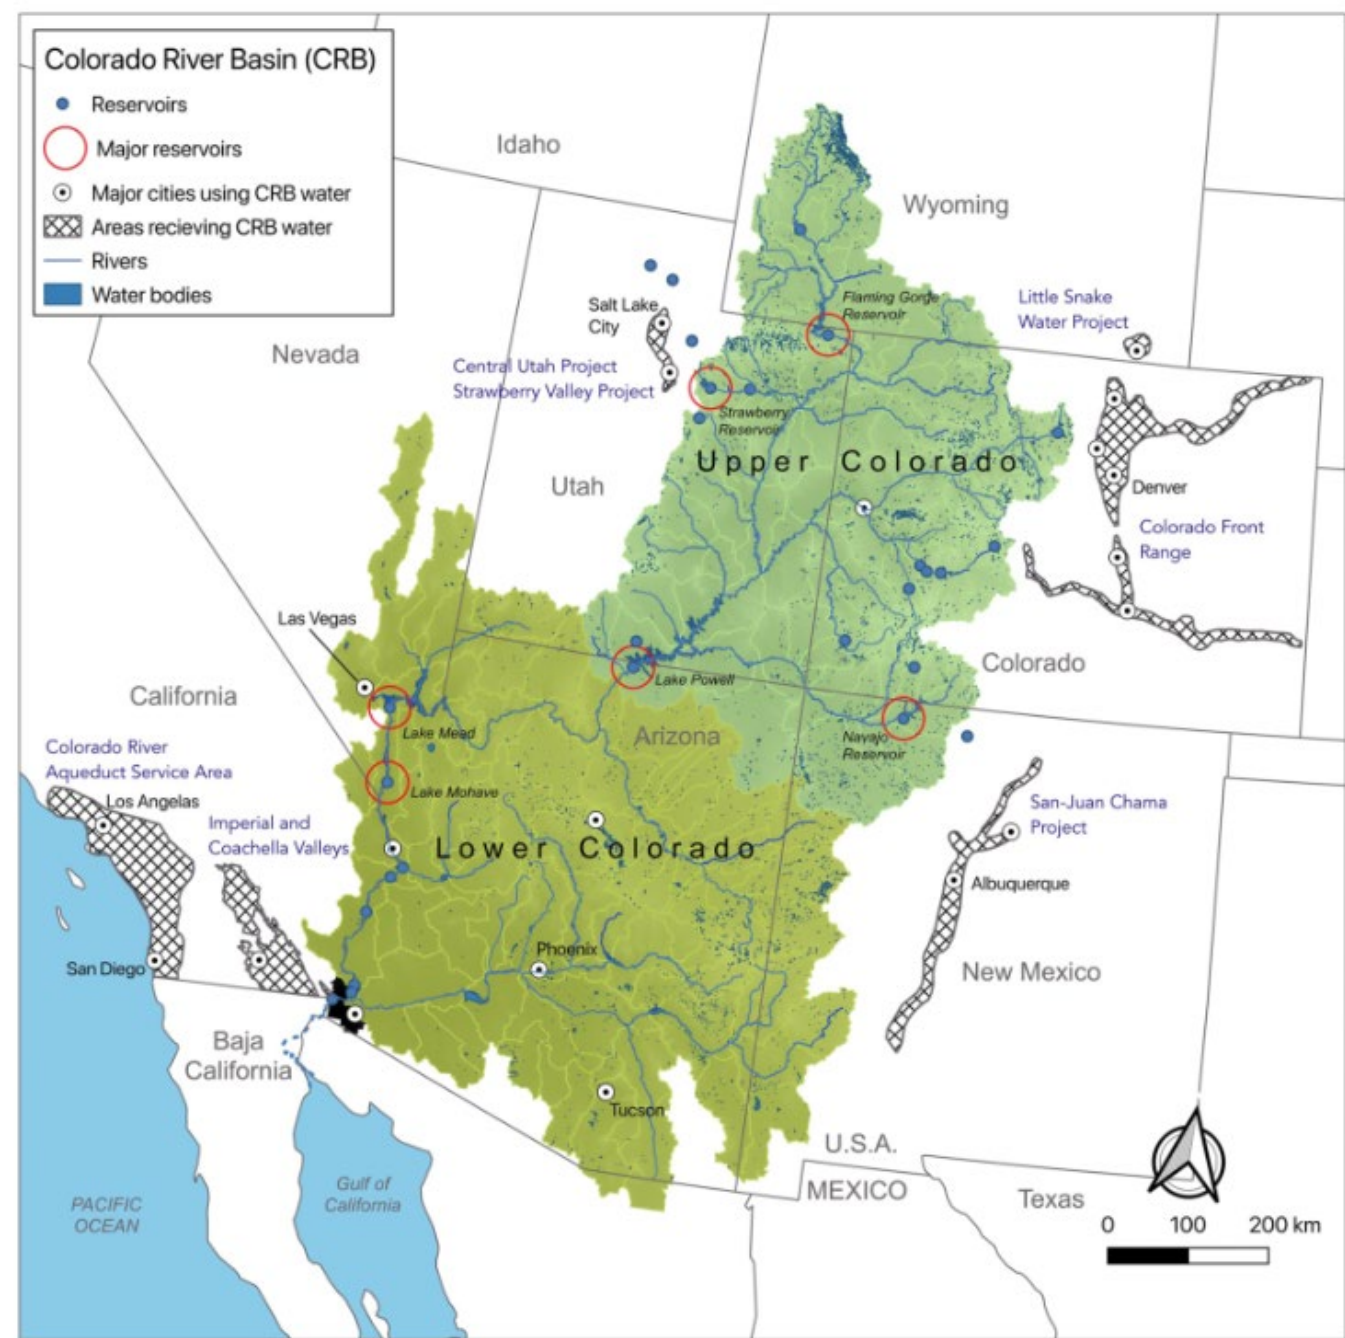 Colorado River Basin (CRB)
Reservoirs
Major reservoirs
Major cities using CRB water
Areas recieving CRB water
Rivers
Water bodies
Idaho
Wyoming
Nevada
Salt Lake
City
Flaming Gorge
Reservoir
Little Snake
Water Project
Central Utah Project
Strawberry Valley Project
Strawberry
Reservoir
Upper Colorado
Utah
Denver
Colorado Front
Range
Las Vegas
Colorado
Lake Powell
California
Lake Mead
Arizona
Navajo
Reservoir
Colorado River
Aqueduct Service Area
Los Angelas
Lake Mohave
Imperial and
Coachella Valleys
Lower Colorado
San-Juan Chama
Project
Albuquerque
Phoenix
San Diego
New Mexico
Baja
California
Tucson
U.S.A.
MEXICO
Texas
Gulf of
California
PACIFIC
OCEAN
0 100 200 km